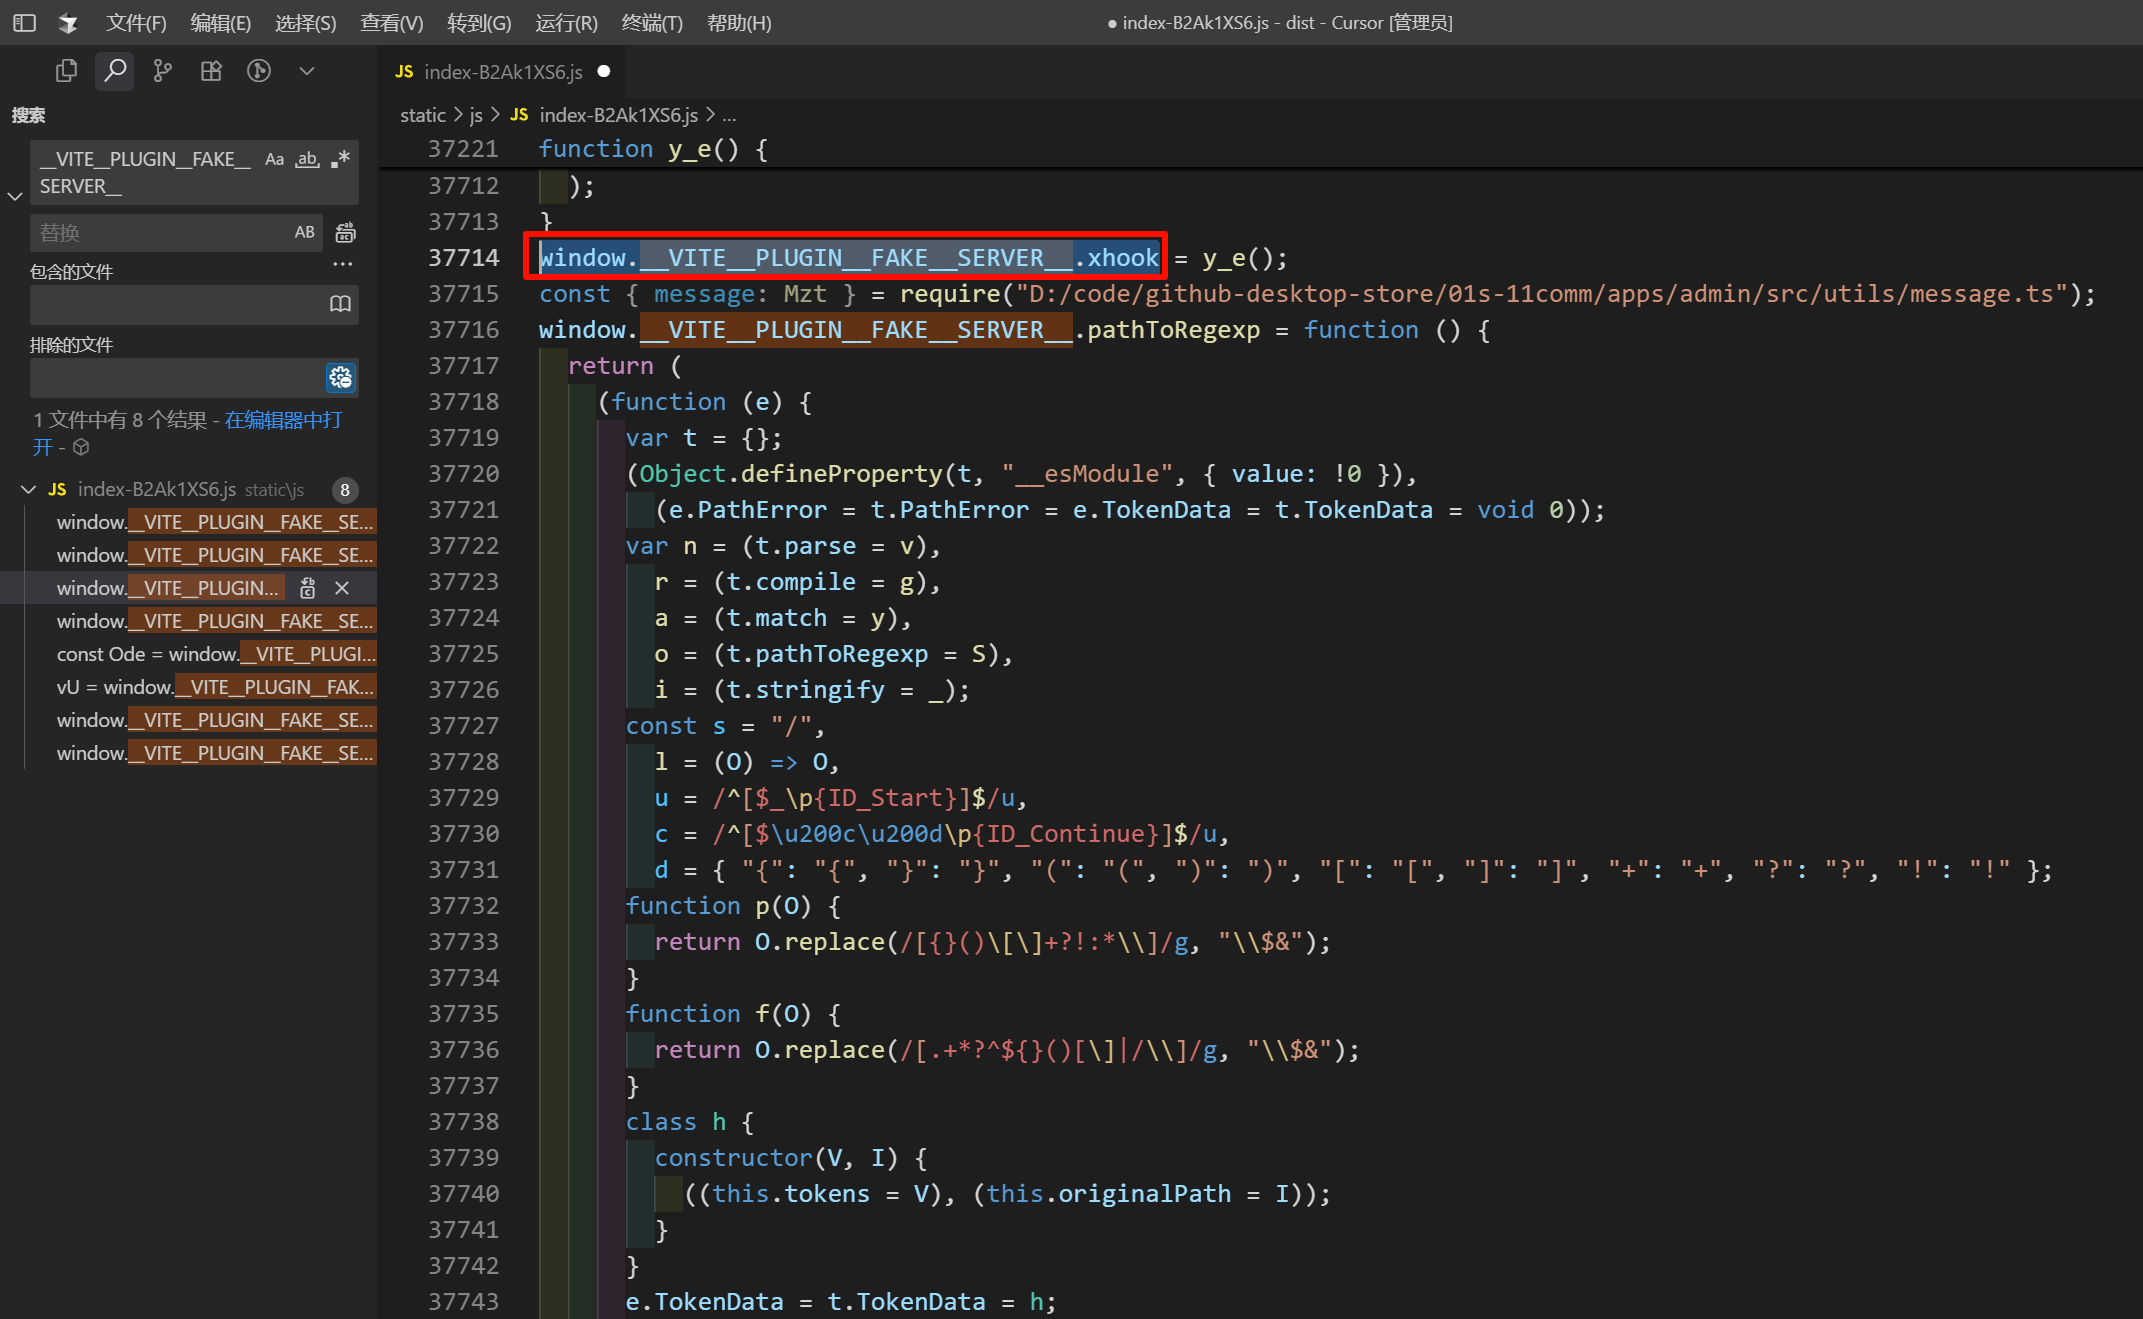 文件(F) 编辑(E) 选择(S) 查看(V) 转到(G) 运行(R) 终端(T) 帮助(H) ● index-B2Ak1XS6.js - dist - Cursor [管理员]
搜索
__VITE__PLUGIN__FAKE__ Aa ab .*
SERVER__
替换 AB
包含的文件 ...
排除的文件
1 文件中有 8 个结果 - 在编辑器中打
开 -
JS index-B2Ak1XS6.js static\js 8
window.__VITE__PLUGIN__FAKE__SE...
window.__VITE__PLUGIN__FAKE__SE...
window.__VITE__PLUGIN...
window.__VITE__PLUGIN__FAKE__SE...
const Ode = window.__VITE__PLUGI...
vU = window.__VITE__PLUGIN__FAK...
window.__VITE__PLUGIN__FAKE__SE...
window.__VITE__PLUGIN__FAKE__SE...
JS index-B2Ak1XS6.js ●
static > js > JS index-B2Ak1XS6.js > ...
37221 function y_e() {
37712 );
37713 }
37714 window.__VITE__PLUGIN__FAKE__SERVER__.xhook = y_e();
37715 const { message: Mzt } = require("D:/code/github-desktop-store/01s-11comm/apps/admin/src/utils/message.ts");
37716 window.__VITE__PLUGIN__FAKE__SERVER__.pathToRegexp = function () {
37717 return (
37718 (function (e) {
37719 var t = {};
37720 (Object.defineProperty(t, "__esModule", { value: !0 }),
37721 (e.PathError = t.PathError = e.TokenData = t.TokenData = void 0));
37722 var n = (t.parse = v),
37723 r = (t.compile = g),
37724 a = (t.match = y),
37725 o = (t.pathToRegexp = S),
37726 i = (t.stringify = _);
37727 const s = "/",
37728 l = (O) => O,
37729 u = /^[$_\p{ID_Start}]$/u,
37730 c = /^[$\u200c\u200d\p{ID_Continue}]$/u,
37731 d = { "{": "{", "}": "}", "(": "(", ")": ")", "[": "[", "]": "]", "+": "+", "?": "?", "!": "!" };
37732 function p(O) {
37733 return O.replace(/[{}()\[\]+?!:*\\]/g, "\\$&");
37734 }
37735 function f(O) {
37736 return O.replace(/[.+*?^${}()[\]|/\\]/g, "\\$&");
37737 }
37738 class h {
37739 constructor(V, I) {
37740 ((this.tokens = V), (this.originalPath = I));
37741 }
37742 }
37743 e.TokenData = t.TokenData = h;